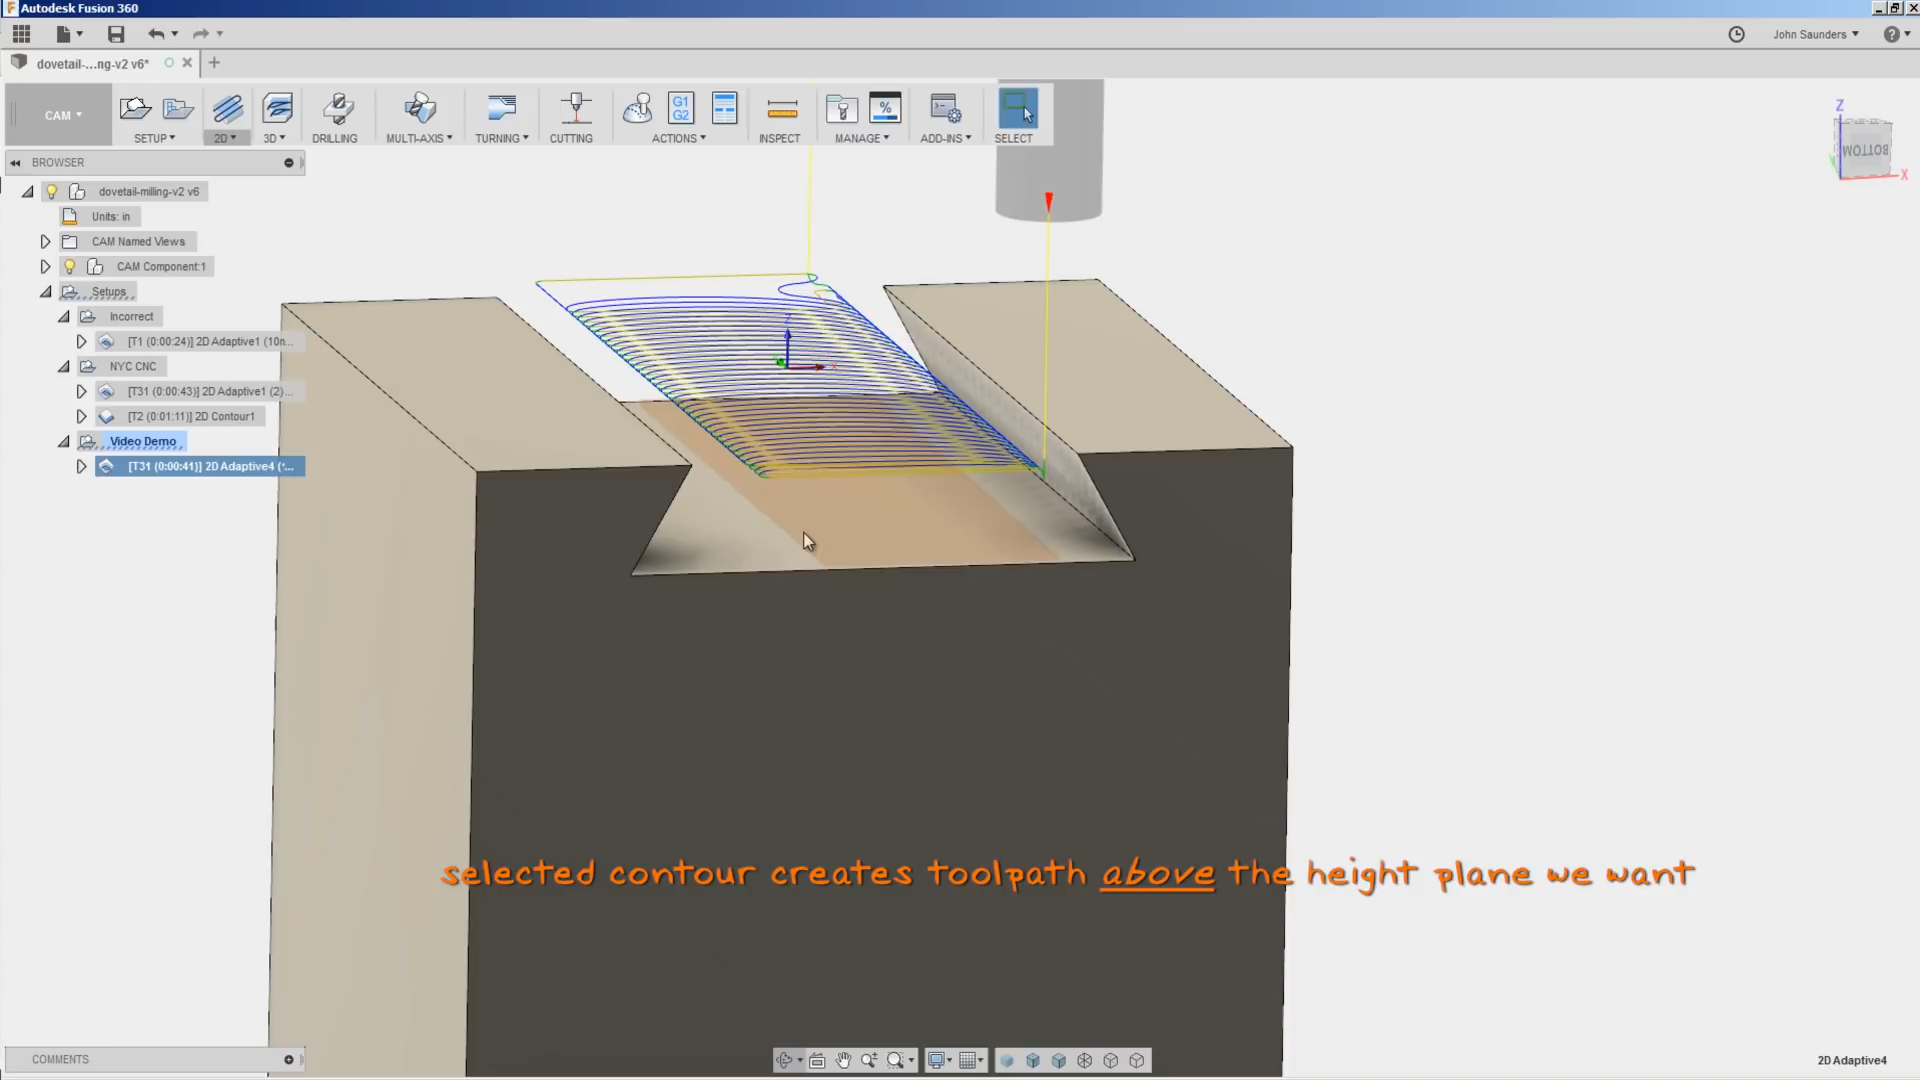 Autodesk Fusion 360
John Saunders
dovetail-...ng-v2 v6*
CAM
SETUP
2D
3D
DRILLING
MULTI-AXIS
TURNING
CUTTING
G1
G2
ACTIONS
INSPECT
%
MANAGE
ADD-INS
SELECT
Z
BOTTOM
X
BROWSER
dovetail-milling-v2 v6
Units: in
CAM Named Views
CAM Component:1
Setups
Incorrect
[T1 (0:00:24)] 2D Adaptive1 (10n...
NYC CNC
[T31 (0:00:43)] 2D Adaptive1 (2)...
[T2 (0:01:11)] 2D Contour1
Video Demo
[T31 (0:00:41)] 2D Adaptive4 (...
Z
X
selected contour creates toolpath above the height plane we want
COMMENTS
2D Adaptive4